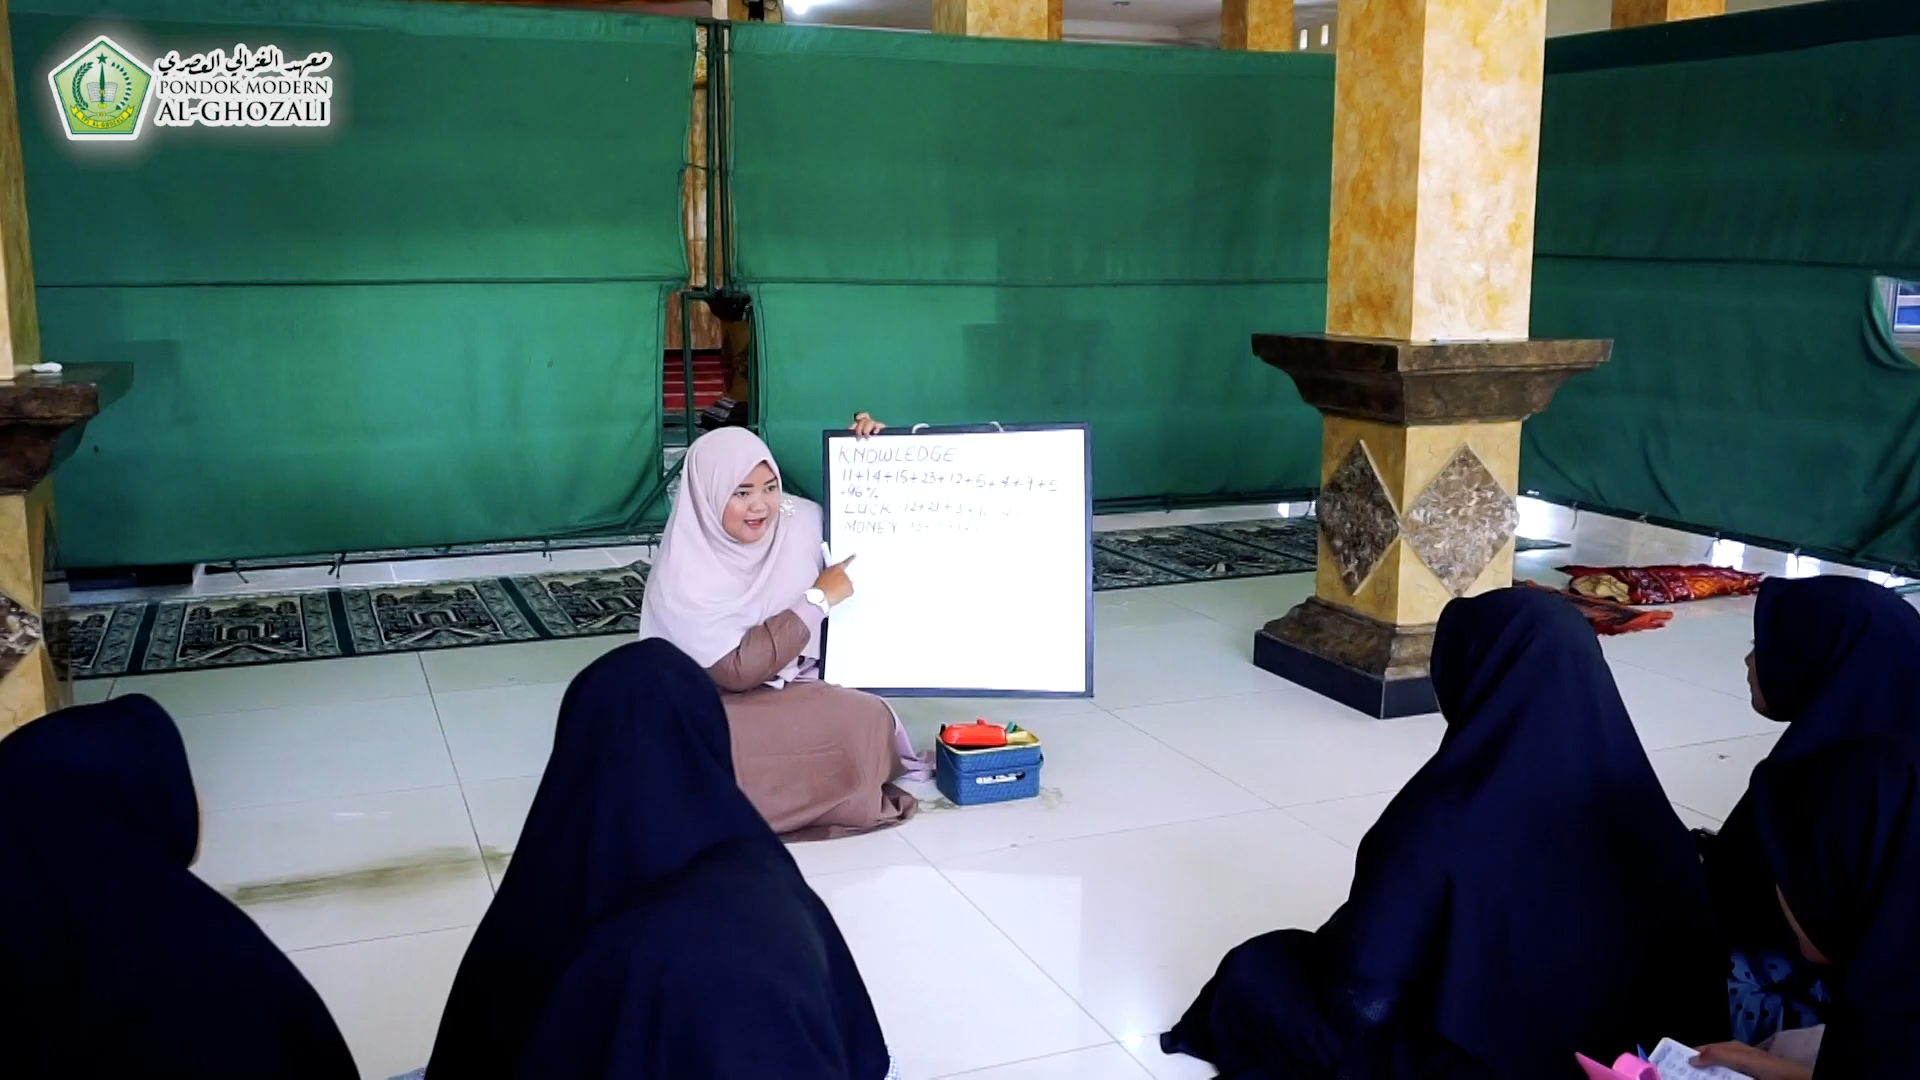 معهد الغزالي العصري
PONDOK MODERN
AL-GHOZALI
KNOWLEDGE
11+14+15+23+12+5+4+7+5
=96%
LUCK
MONEY